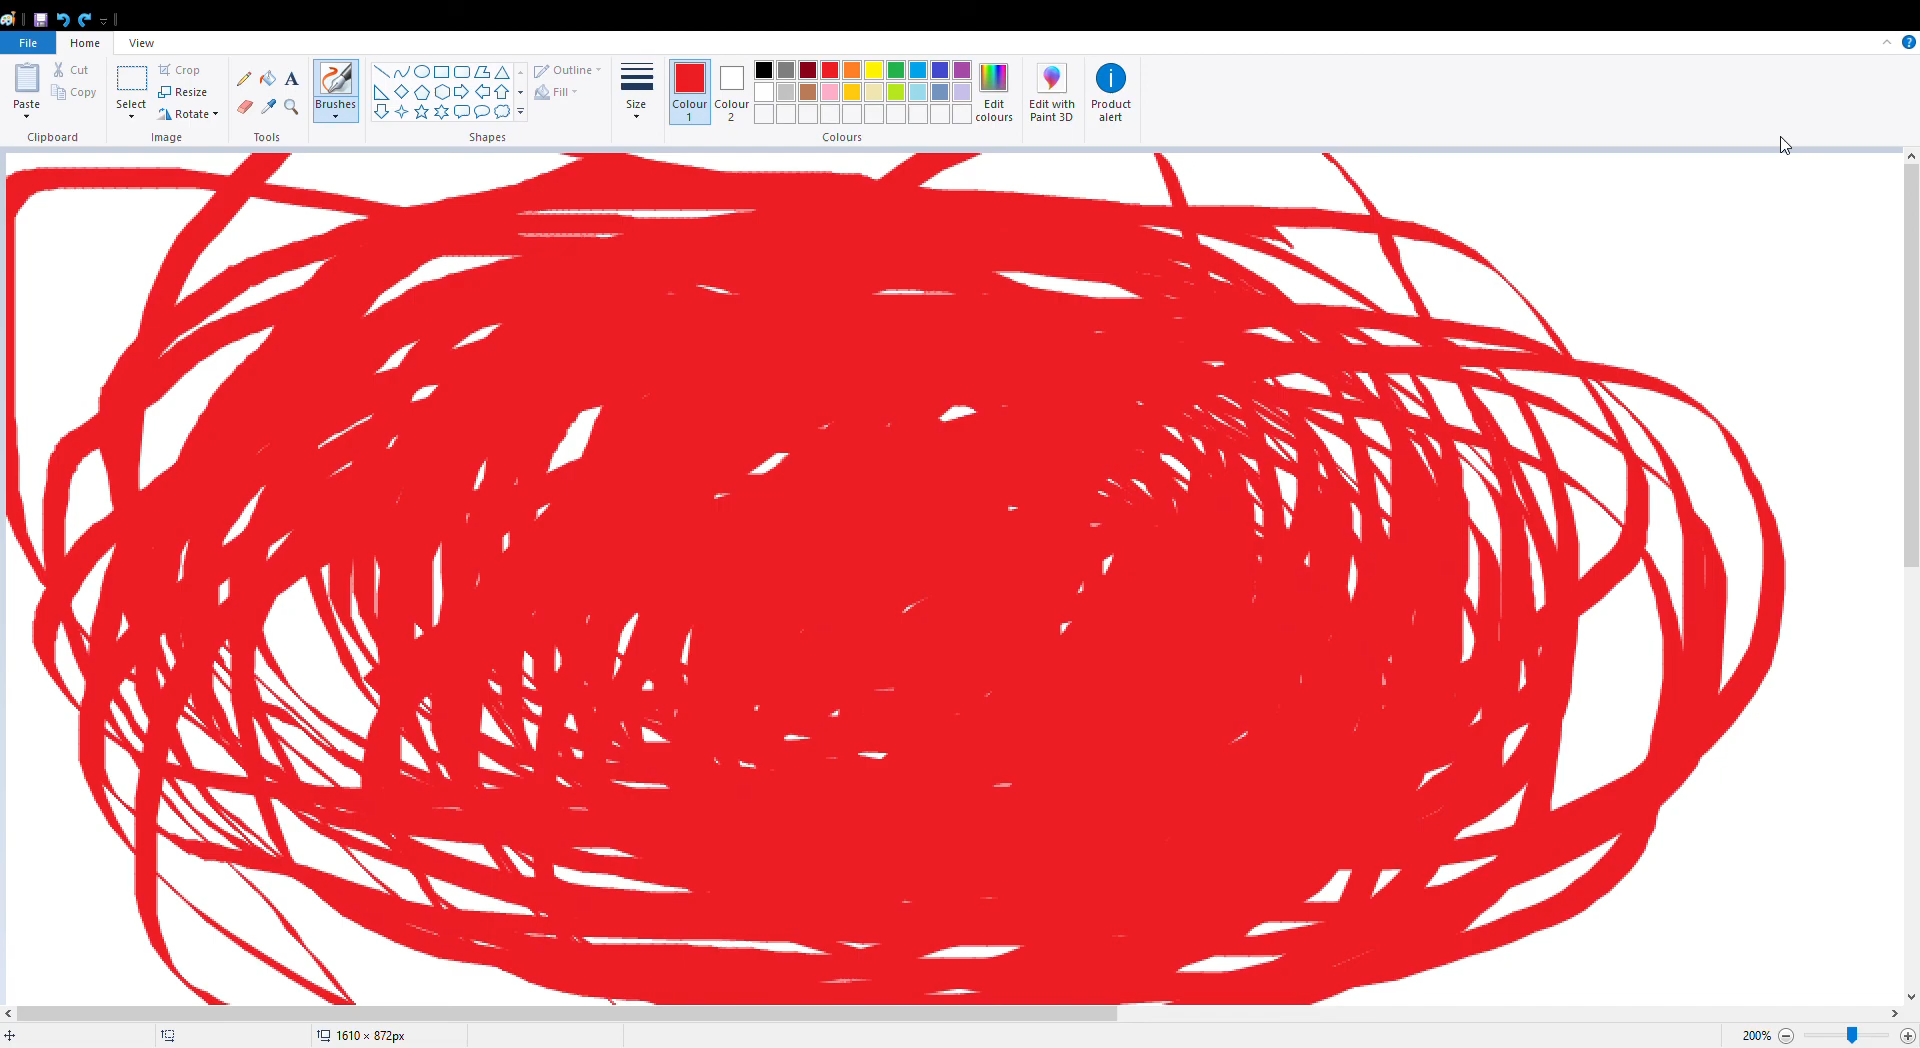 File Home View
Paste Cut Copy Clipboard
Select Crop Resize Rotate Image
A Tools
Brushes
Shapes Outline Fill
Size
Colour 1 Colour 2 Edit colours Colours
Edit with Paint 3D
Product alert
1610 × 872px 200%